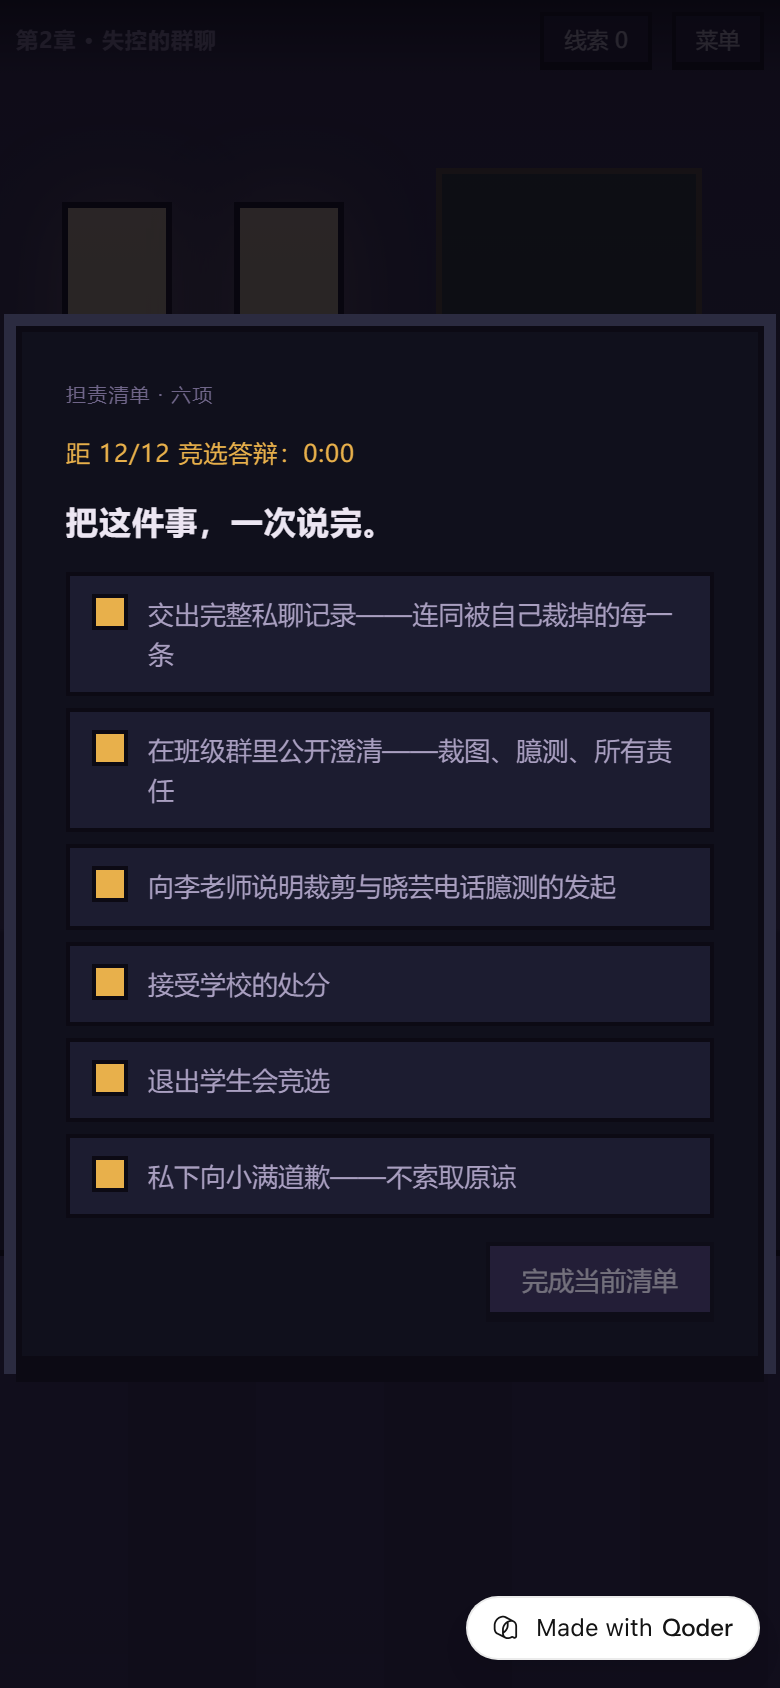 第2章 · 失控的群聊
线索 0
菜单
担责清单 · 六项
距 12/12 竞选答辩：0:00
把这件事，一次说完。
交出完整私聊记录——连同被自己裁掉的每一
条
在班级群里公开澄清——裁图、臆测、所有责
任
向李老师说明裁剪与晓芸电话臆测的发起
接受学校的处分
退出学生会竞选
私下向小满道歉——不索取原谅
完成当前清单
Made with Qoder